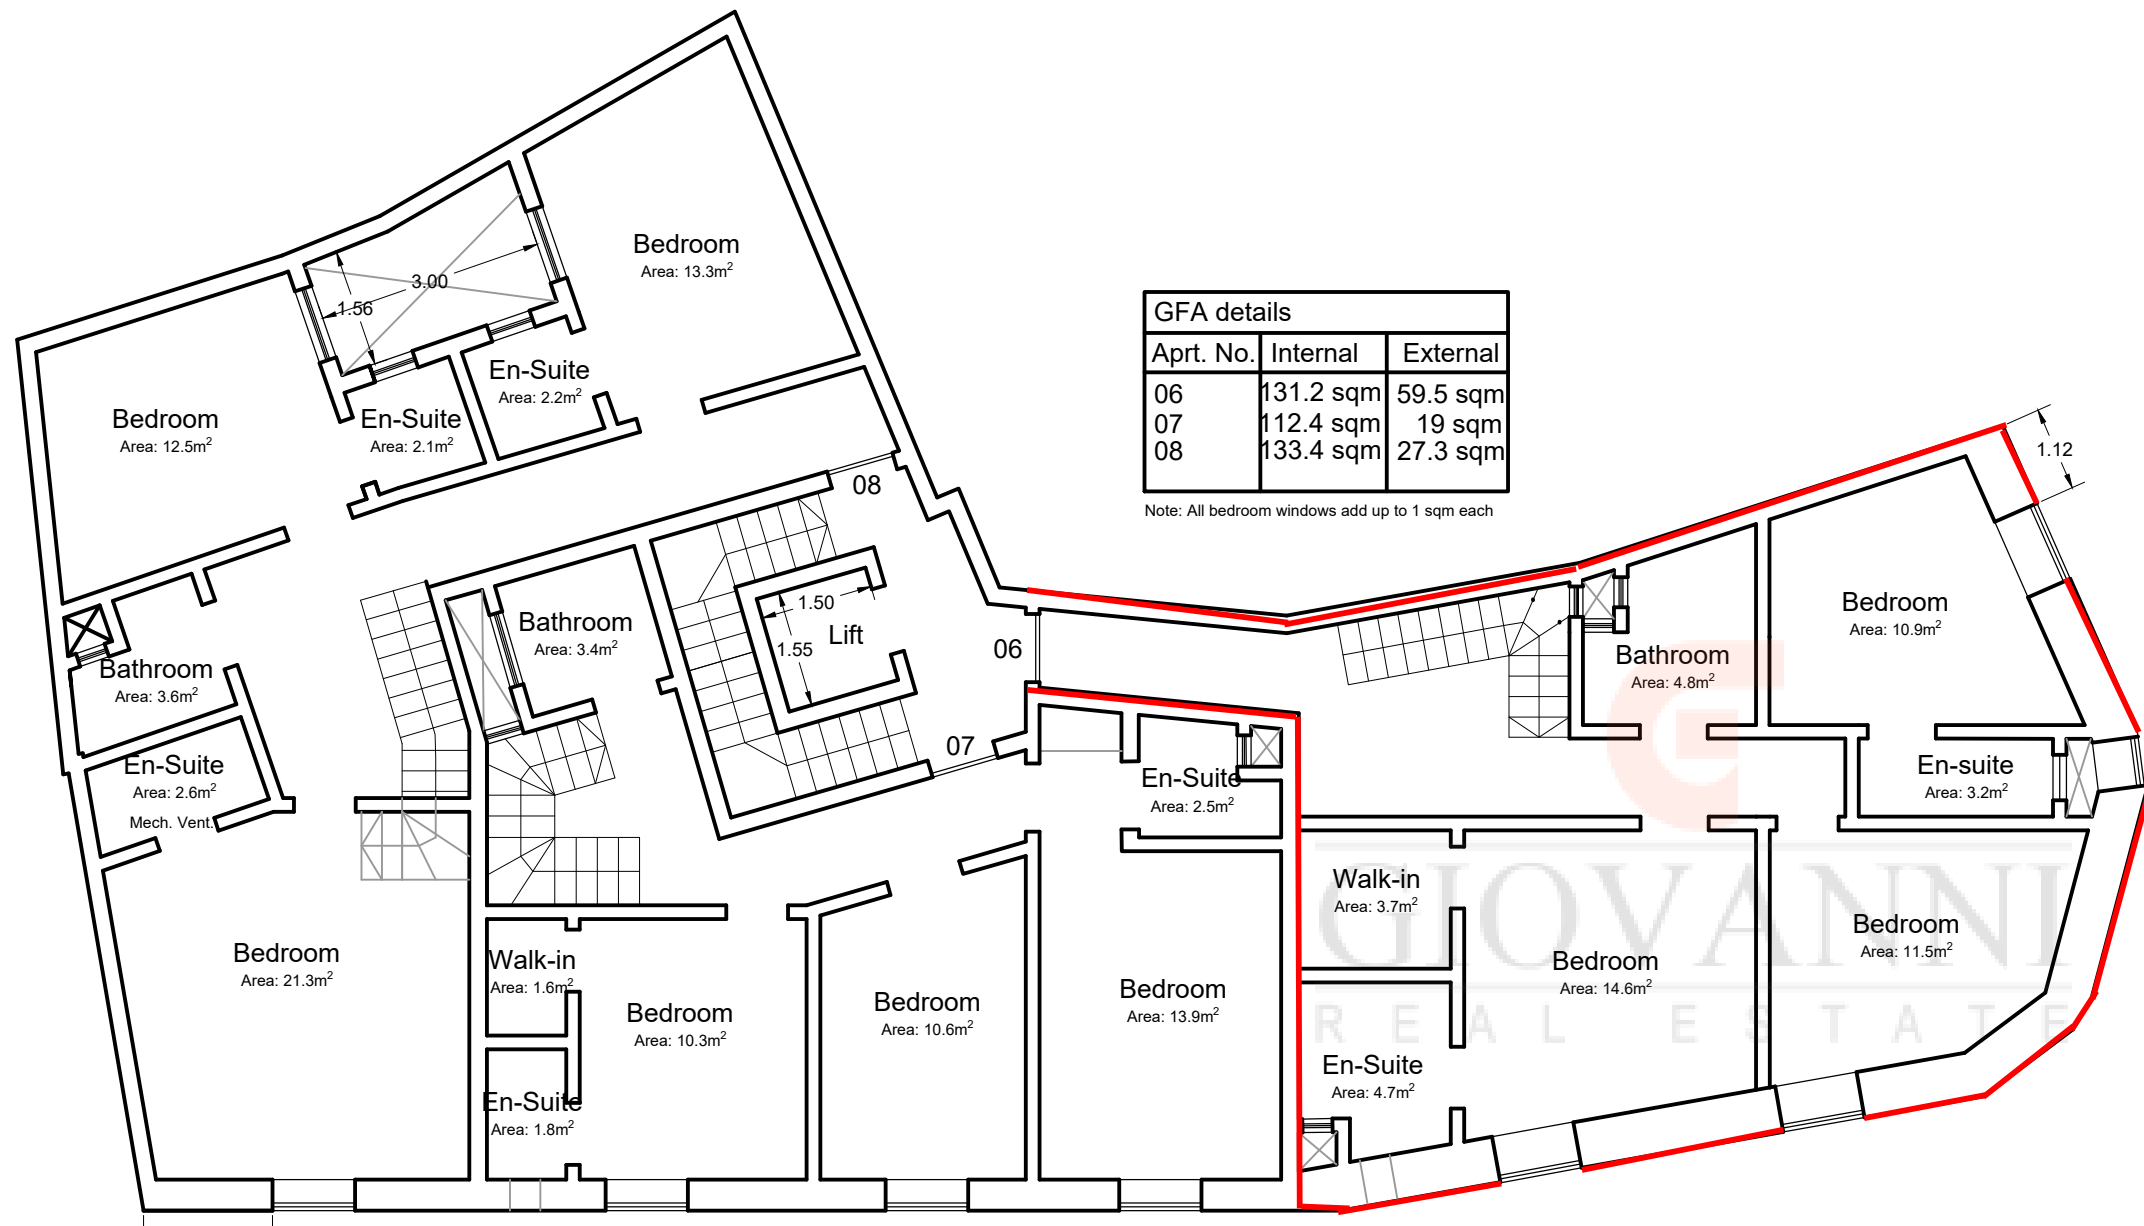 Bedroom
Area: 13.3m²
3.00
1.56
GFA details
Aprt. No. Internal External
06 131.2 sqm 59.5 sqm
07 112.4 sqm 19 sqm
08 133.4 sqm 27.3 sqm
Note: All bedroom windows add up to 1 sqm each
En-Suite
Area: 2.2m²
Bedroom
Area: 12.5m²
En-Suite
Area: 2.1m²
1.12
08
1.50
Lift
1.55
Bathroom
Area: 3.4m²
06
Bedroom
Area: 10.9m²
Bathroom
Area: 4.8m²
Bathroom
Area: 3.6m²
07
En-Suite
Area: 2.6m²
Mech. Vent.
En-Suite
Area: 2.5m²
En-suite
Area: 3.2m²
Walk-in
Area: 3.7m²
Bedroom
Area: 21.3m²
Walk-in
Area: 1.6m²
Bedroom
Area: 10.3m²
Bedroom
Area: 10.6m²
Bedroom
Area: 13.9m²
Bedroom
Area: 14.6m²
Bedroom
Area: 11.5m²
En-Suite
Area: 1.8m²
En-Suite
Area: 4.7m²
GIOVANNI
REAL ESTATE